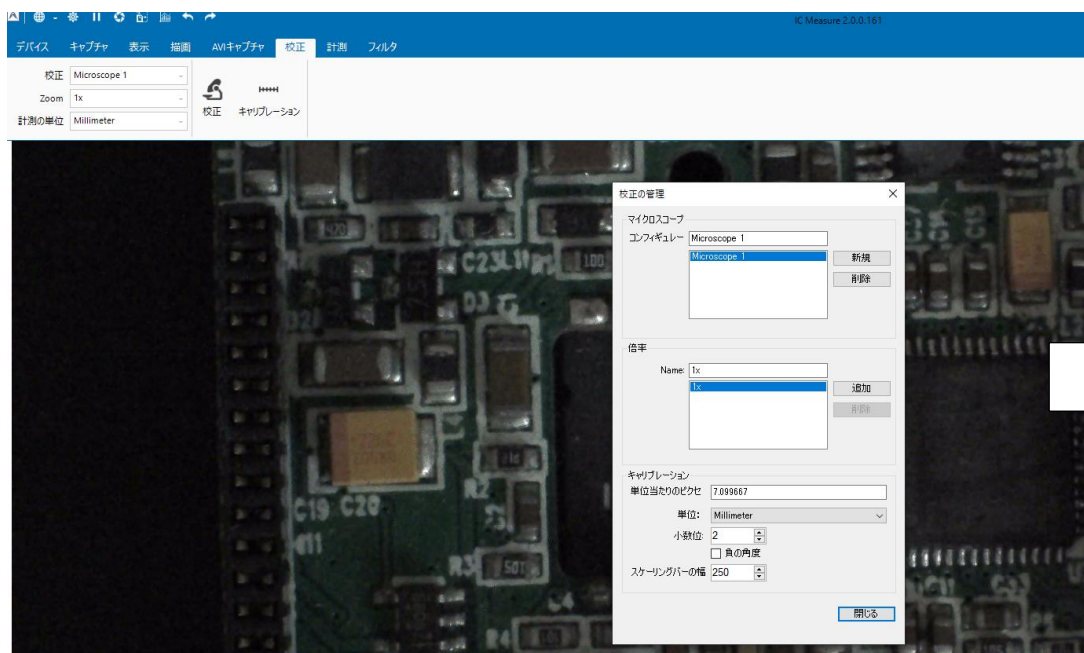 IC Measure 2.0.0.161
デバイス キャプチャ 表示 描画 AVIキャプチャ 校正 計測 フィルタ
校正 Microscope 1
Zoom 1x
計測の単位 Millimeter
校正 キャリブレーション
校正の管理
マイクロスコープ
コンフィギュレー Microscope 1
Microscope 1
新規
削除
倍率
Name: 1x
1x
追加
削除
キャリブレーション
単位当たりのピクセ 7.099667
単位: Millimeter
小数位: 2
負の角度
スケーリングバーの幅 250
閉じる
C23
R1
100
D3
C19 C20
R2
R3
501
C4
R4